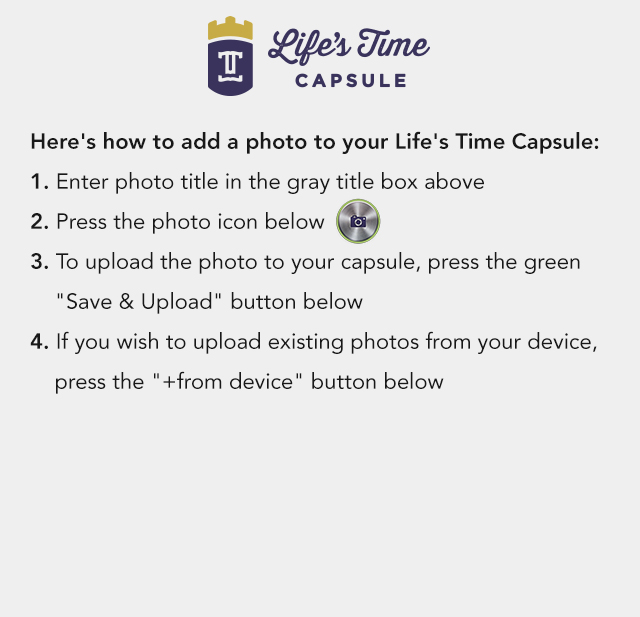 Life's Time
CAPSULE
Here's how to add a photo to your Life's Time Capsule:
1. Enter photo title in the gray title box above
2. Press the photo icon below
3. To upload the photo to your capsule, press the green
"Save & Upload" button below
4. If you wish to upload existing photos from your device,
press the "+from device" button below